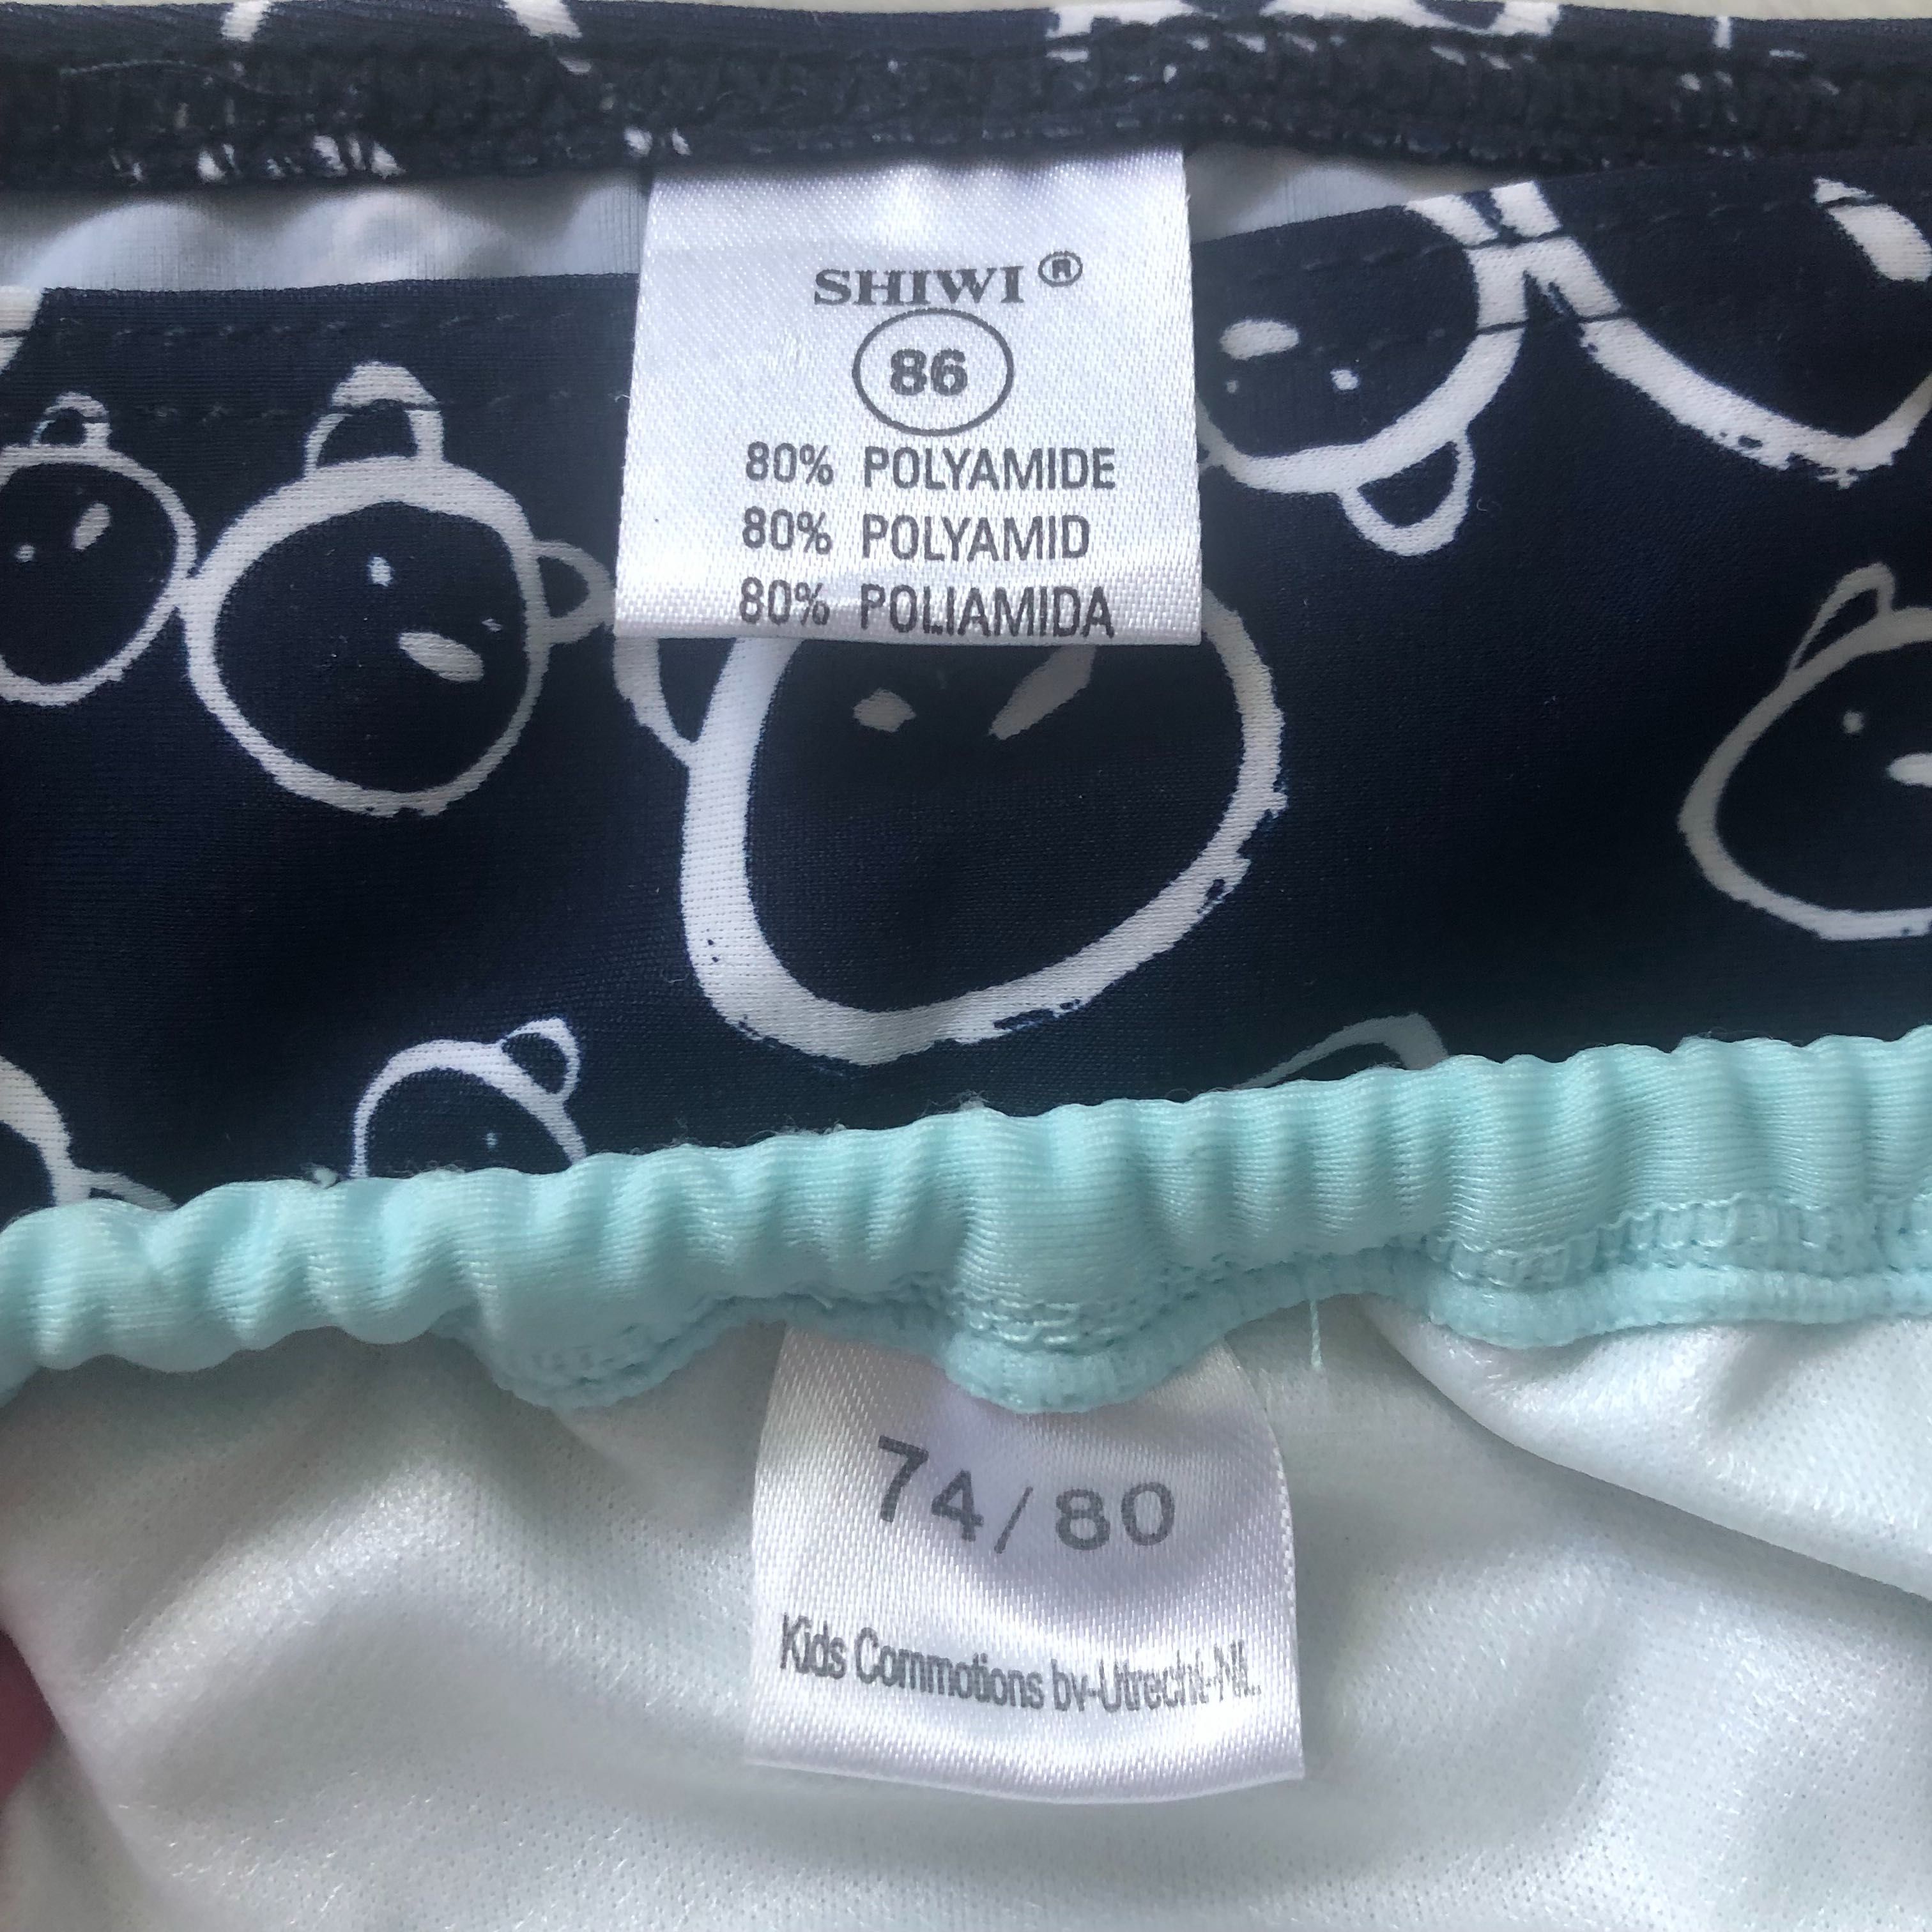 SHIWI ®
86
80% POLYAMIDE
80% POLYAMID
80% POLIAMIDA
74/80
Kids Commotions bv-Utrecht-NL.